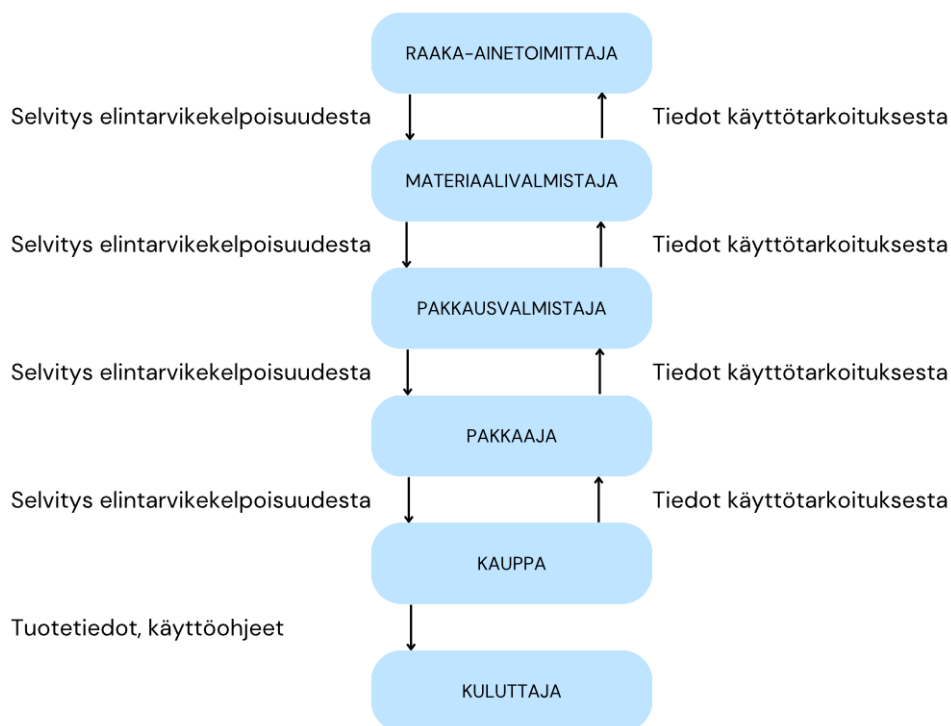 RAAKA-AINETOIMITTAJA
Selvitys elintarvikekelpoisuudesta
Tiedot käyttötarkoituksesta
MATERIAALIVALMISTAJA
Selvitys elintarvikekelpoisuudesta
Tiedot käyttötarkoituksesta
PAKKAUSVALMISTAJA
Selvitys elintarvikekelpoisuudesta
Tiedot käyttötarkoituksesta
PAKKAAJA
Selvitys elintarvikekelpoisuudesta
Tiedot käyttötarkoituksesta
KAUPPA
Tuotetiedot, käyttöohjeet
KULUTTAJA